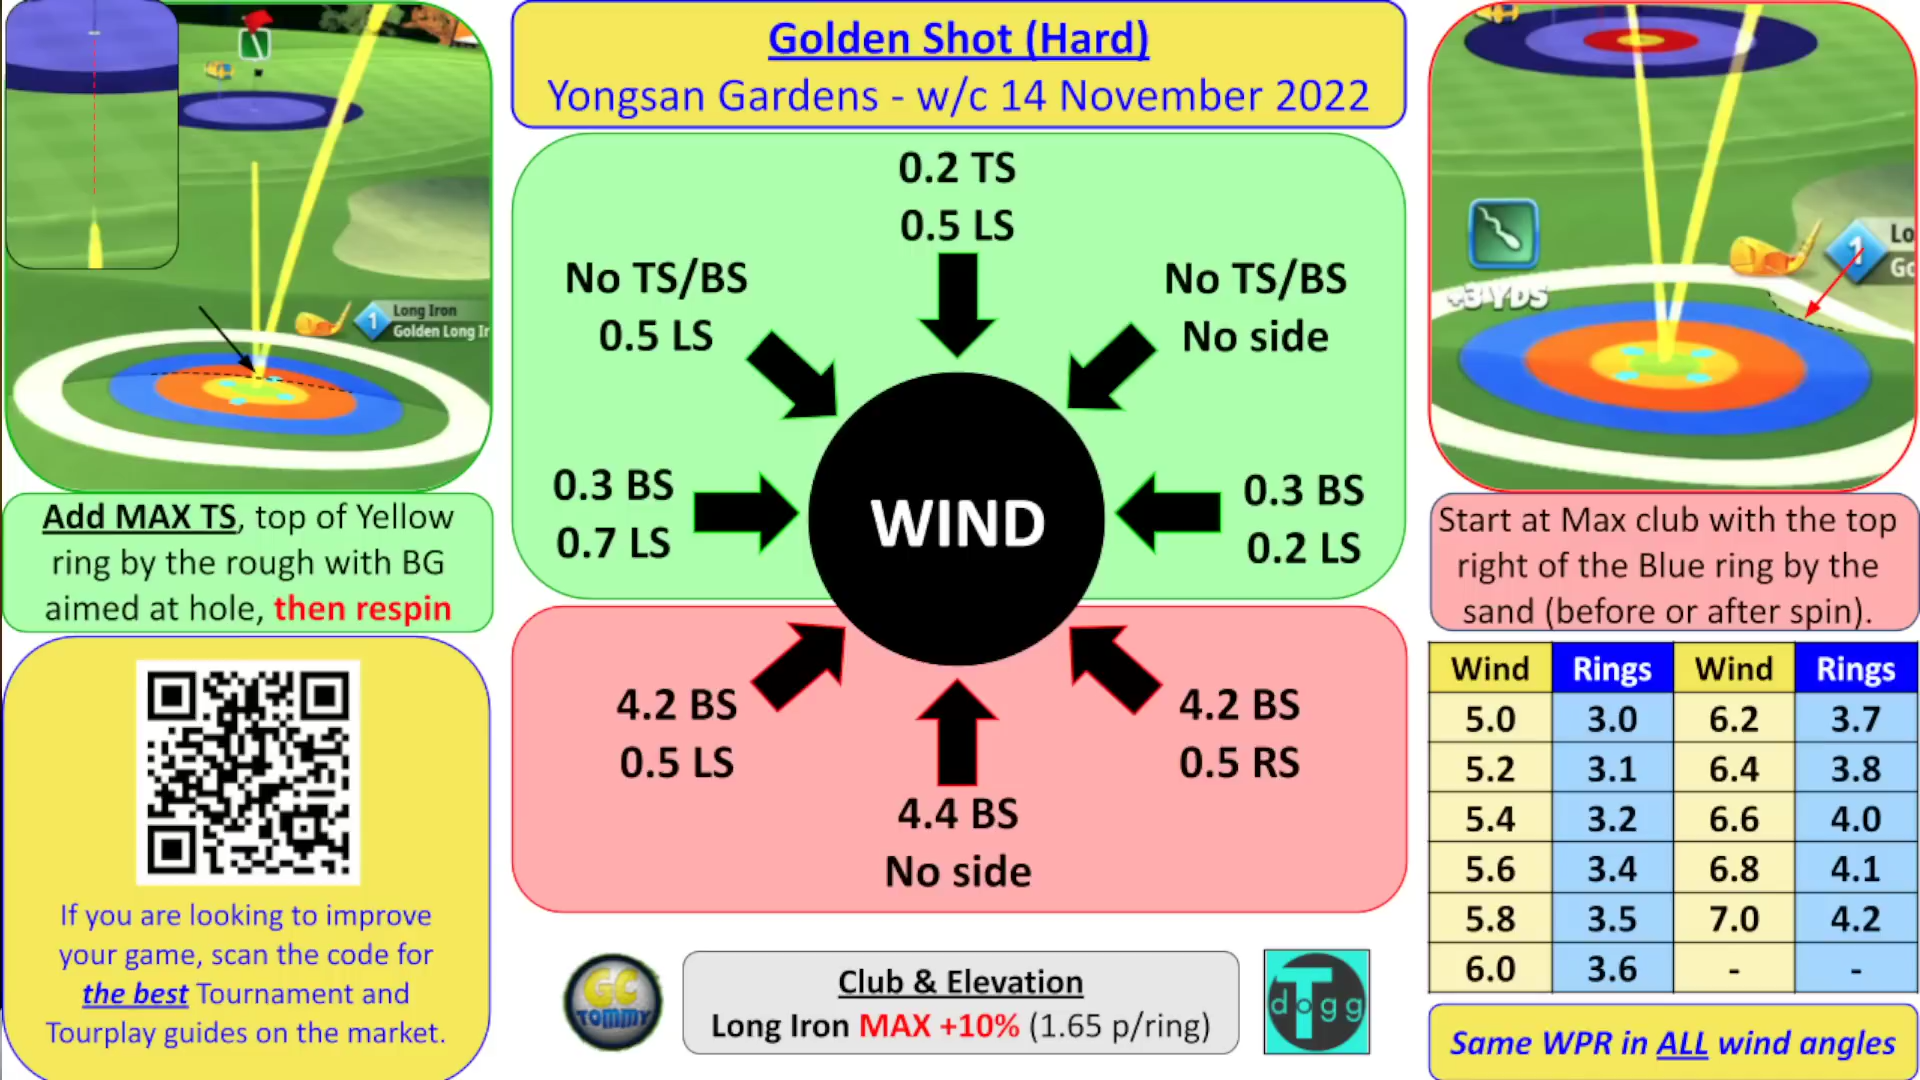 Golden Shot (Hard)
Yongsan Gardens - w/c 14 November 2022
1
Long Iron
Golden Long Ir
Add MAX TS, top of Yellow
ring by the rough with BG
aimed at hole, then respin
If you are looking to improve
your game, scan the code for
the best Tournament and
Tourplay guides on the market.
0.2 TS
0.5 LS
No TS/BS
0.5 LS
No TS/BS
No side
0.3 BS
0.7 LS
WIND
0.3 BS
0.2 LS
4.2 BS
0.5 LS
4.4 BS
No side
4.2 BS
0.5 RS
GC
TOMMY
Club & Elevation
Long Iron MAX +10% (1.65 p/ring)
T
dogg
+3 YDS
1
Lo
Go
Start at Max club with the top
right of the Blue ring by the
sand (before or after spin).
Wind Rings Wind Rings
5.0 3.0 6.2 3.7
5.2 3.1 6.4 3.8
5.4 3.2 6.6 4.0
5.6 3.4 6.8 4.1
5.8 3.5 7.0 4.2
6.0 3.6 - -
Same WPR in ALL wind angles